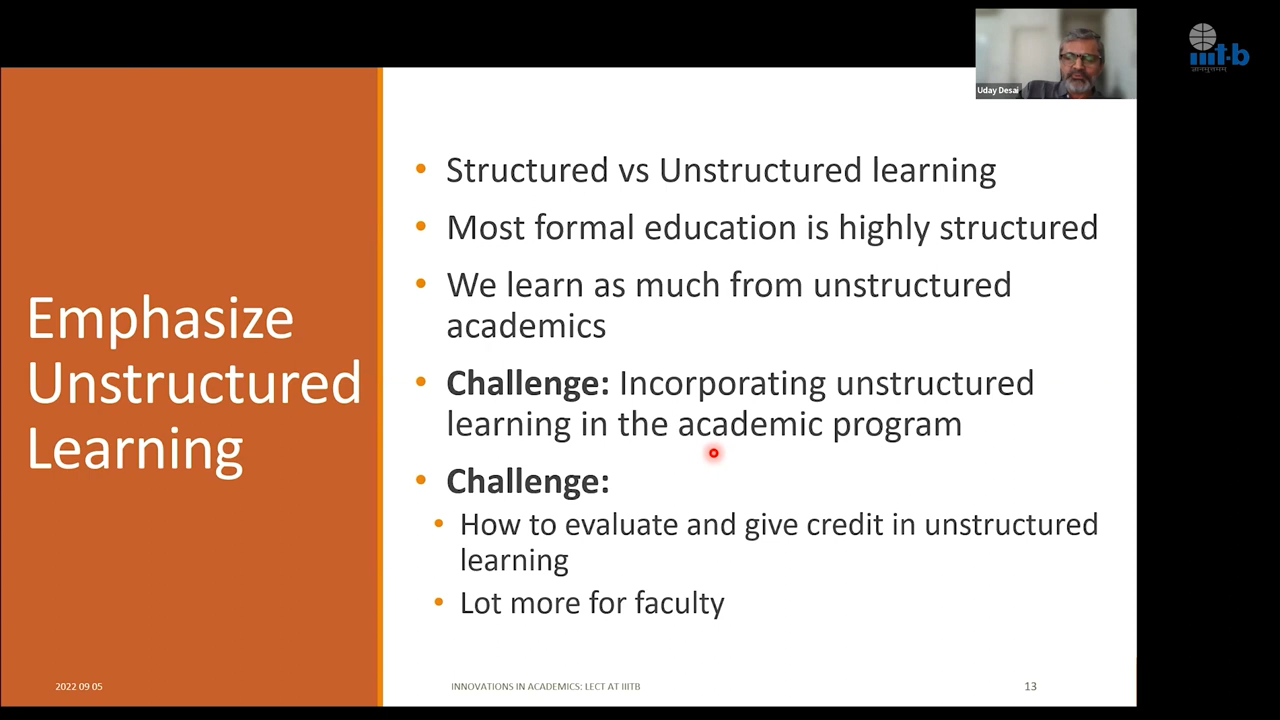 Uday Desai
iiit-b
ज्ञानमुत्तमम्
Emphasize
Unstructured
Learning
• Structured vs Unstructured learning
• Most formal education is highly structured
• We learn as much from unstructured
academics
• Challenge: Incorporating unstructured
learning in the academic program
• Challenge:
• How to evaluate and give credit in unstructured
learning
• Lot more for faculty
2022 09 05
INNOVATIONS IN ACADEMICS: LECT AT IIITB
13